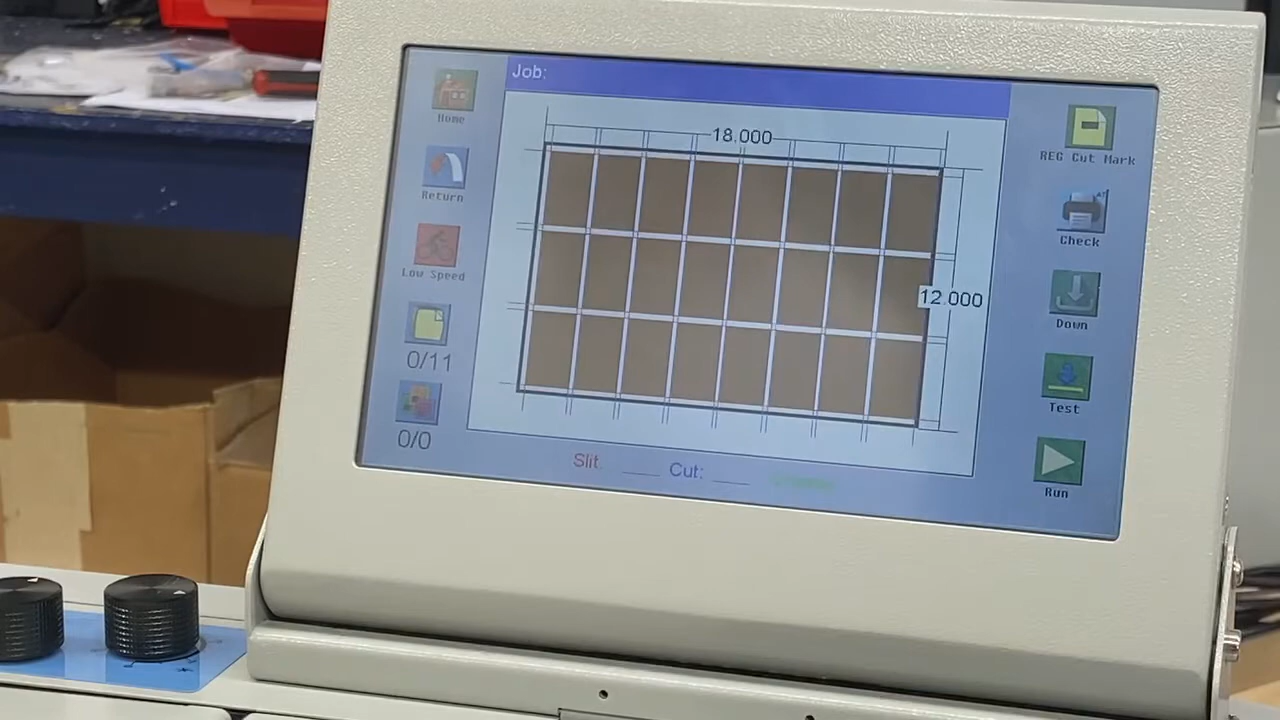 Job:
Home
Return
Low Speed
0/11
0/0
18.000
12.000
Slit
Cut:
REG Cut Mark
Check
Down
Test
Run